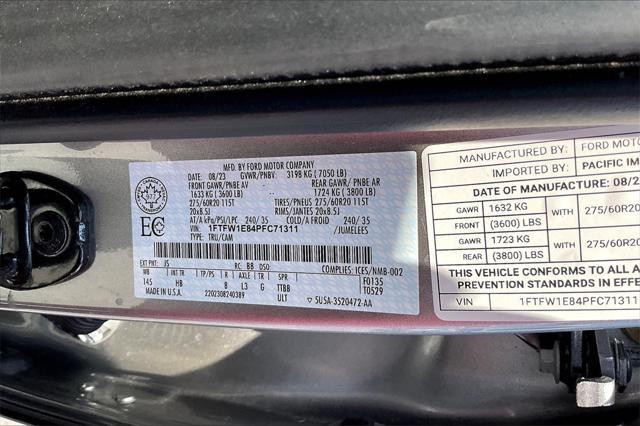 MFD. BY FORD MOTOR COMPANY
08/23 GVWR/PNBV: 3198 KG (7050 LB)
FRONT GAWR/PNBE AV REAR GAWR/PNBE AR
1633 KG (3600 LB) 1724 KG (3800 LB)
275/60R20 115T TIRES/PNEUS 275/60R20 115T
20x8.5J RIMS/JANTES 20x8.5J
AT/A kPa/PSI/LPC 240/35 COLD/A FROID 240/35
VIN: 1FTFW1E84PFC71311 /JUMELEES
TYPE: TRU/CAM
EC
EXT PNT: JS RC: BB DSO COMPLIES: ICES/NMB-002
WB INT TR TP/PS R AXLE TR SPR F0135
145 HB B L3 G TTBB T0529
MADE IN U.S.A. 2202308240389 ULT 5U5A-3520472-AA
MANUFACTURED BY: FORD MOTOR
PACIFIC IM
DATE OF MANUFACTURE: 08/2
GAWR 1632 KG WITH 275/60R20
FRONT (3600) LBS
GAWR 1723 KG WITH 275/60R20
REAR (3800) LBS
THIS VEHICLE CONFORMS TO ALL A
PREVENTION STANDARDS IN EFFE
VIN 1FTFW1E84PFC71311